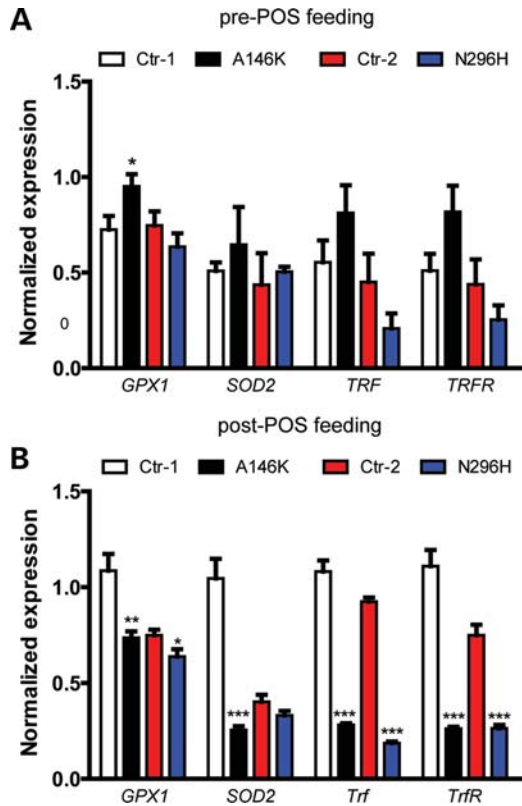 A
pre-POS feeding
Ctr-1 A146K Ctr-2 N296H
Normalized expression
1.5
1.0
0.5
0
0.0
*
GPX1 SOD2 TRF TRFR
post-POS feeding
B
Ctr-1 A146K Ctr-2 N296H
Normalized expression
1.5
1.0
0.5
0.0
** * *** *** *** *** ***
GPX1 SOD2 Trf TrfR